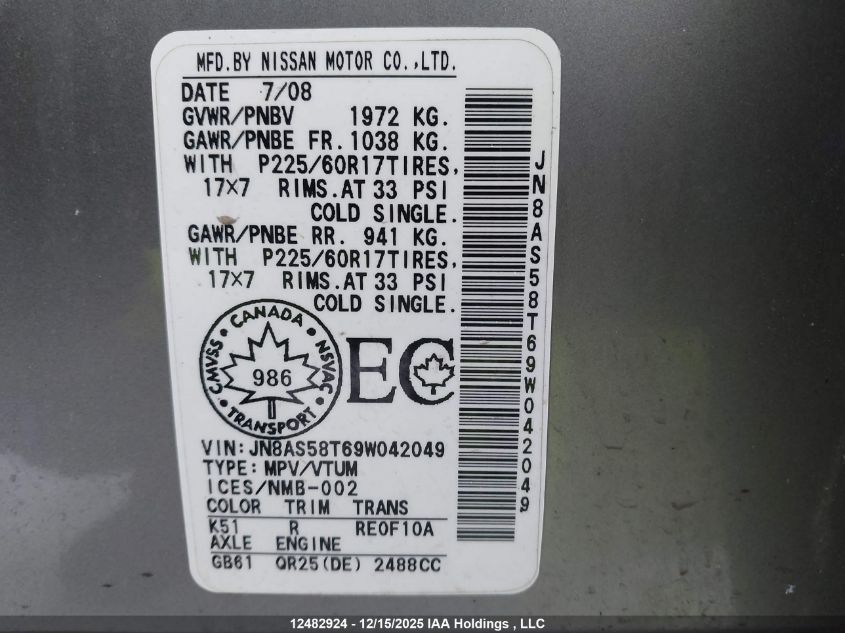 MFD.BY NISSAN MOTOR CO.,LTD.
DATE 7/08
GVWR/PNBV 1972 KG.
GAWR/PNBE FR. 1038 KG.
WITH P225/60R17TIRES,
17×7 RIMS.AT 33 PSI
COLD SINGLE.
GAWR/PNBE RR. 941 KG.
WITH P225/60R17TIRES,
17×7 RIMS.AT 33 PSI
COLD SINGLE.
CANADA
CMVSS
NSVAC
986
TRANSPORT
EC
VIN:JN8AS58T69W042049
TYPE:MPV/VTUM
ICES/NMB-002
COLOR TRIM TRANS
K51 R RE0F10A
AXLE ENGINE
GB61 QR25(DE) 2488CC
JN8AS58T69W042049
12482924 - 12/15/2025 IAA Holdings , LLC